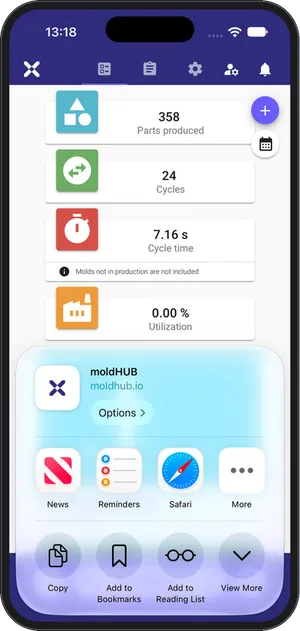 13:18
358
Parts produced
24
Cycles
7.16 s
Cycle time
Molds not in production are not included
0.00 %
Utilization
moldHUB
moldhub.io
Options
News
Reminders
Safari
More
Copy
Add to
Bookmarks
Add to
Reading List
View More